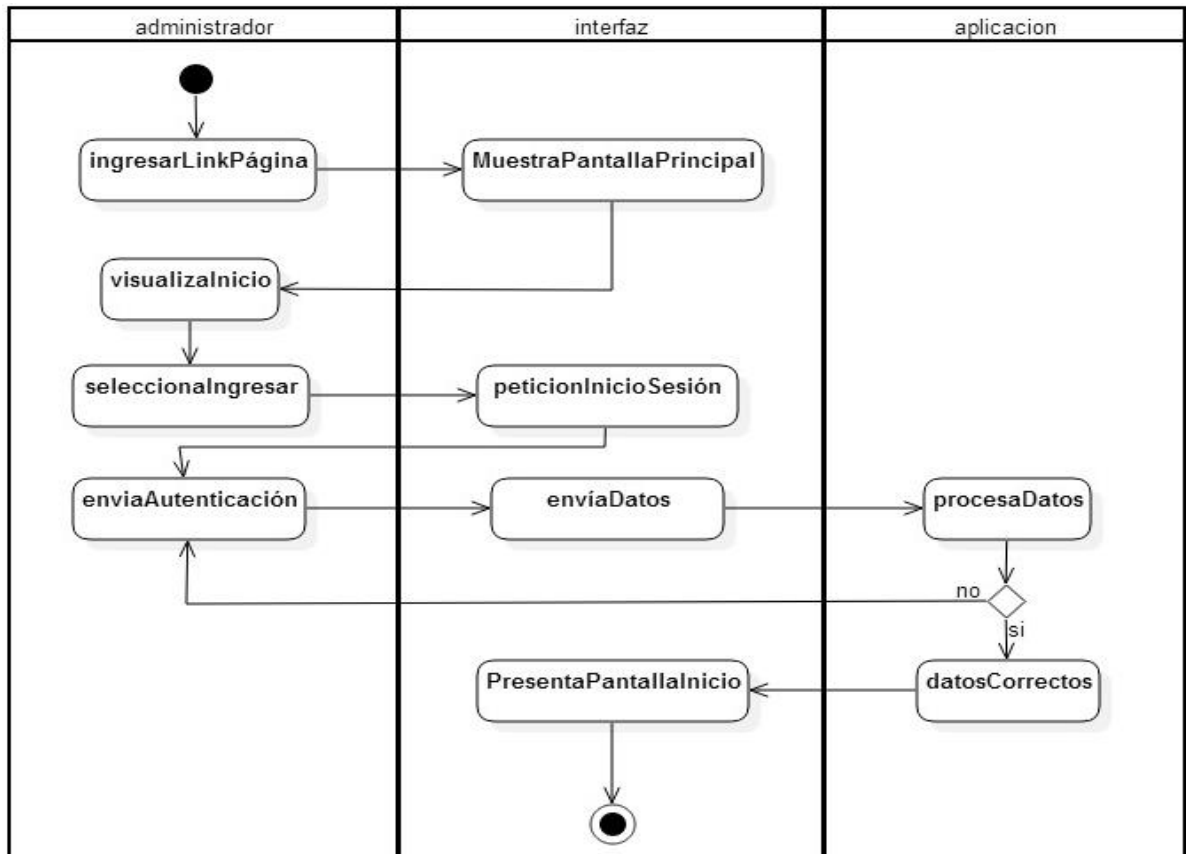 administrador
interfaz
aplicacion
ingresarLinkPágina
MuestraPantallaPrincipal
visualizaInicio
seleccionaIngresar
peticionInicioSesión
enviaAutenticación
envíaDatos
procesaDatos
no
si
PresentaPantallaInicio
datosCorrectos